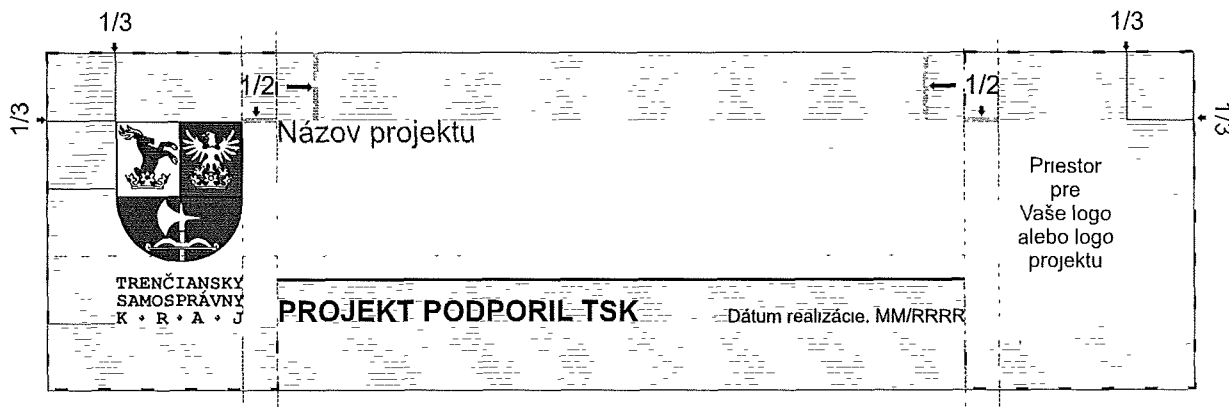 1/3
1/3
1/2
1/2
1/3
1/3
Názov projektu
Priestor
pre
Vaše logo
alebo logo
projektu
TRENČIANSKY
SAMOSPRÁVNY
K • R • A • J
PROJEKT PODPORIL TSK
Dátum realizácie. MM/RRRR